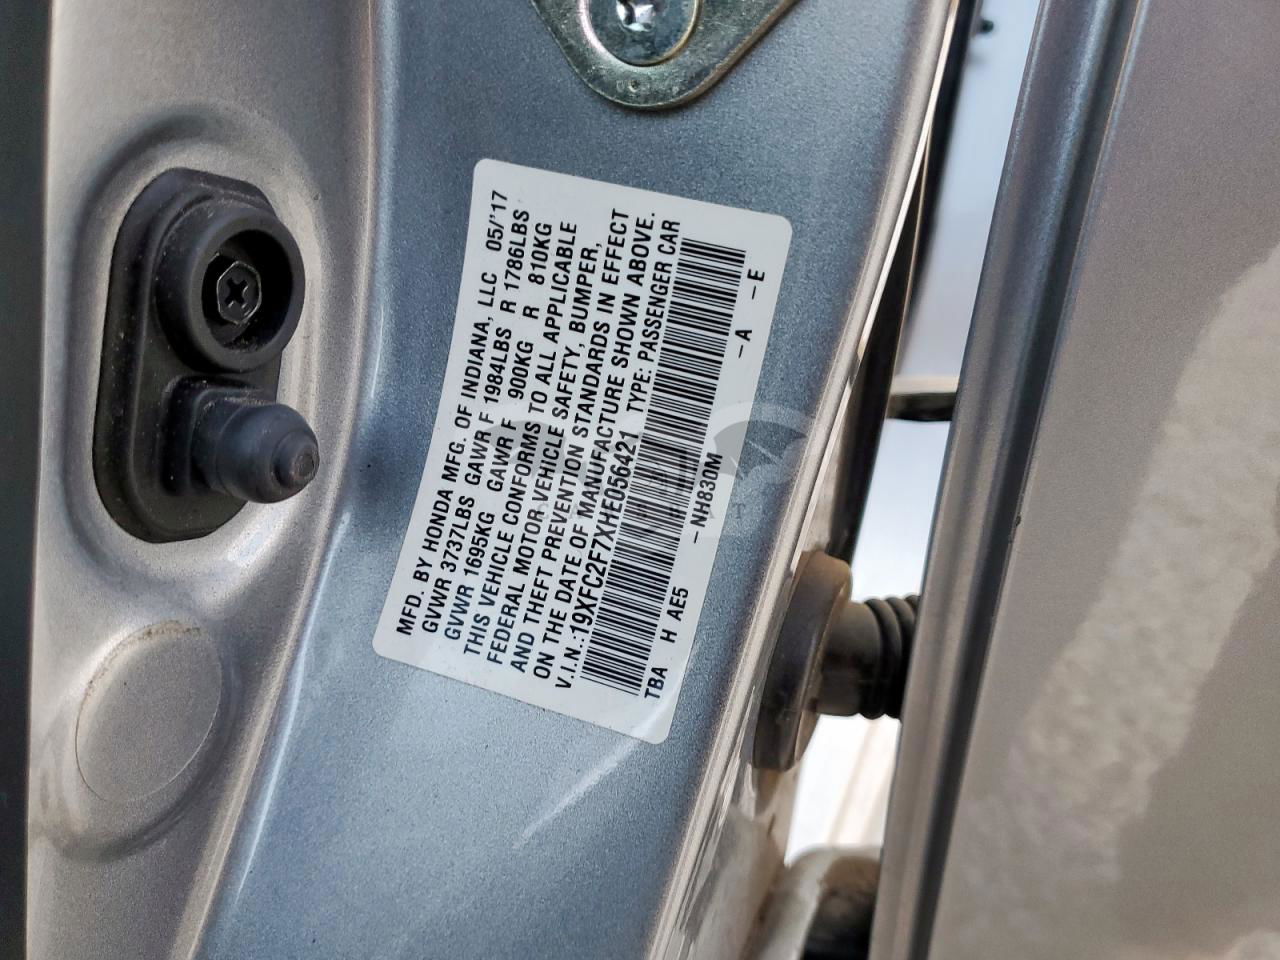 MFD. BY HONDA MFG. OF INDIANA, LLC 05/'17
GVWR 3737LBS GAWR F 1984LBS R 1786LBS
GVWR 1695KG GAWR F 900KG R 810KG
THIS VEHICLE CONFORMS TO ALL APPLICABLE
FEDERAL MOTOR VEHICLE SAFETY, BUMPER,
AND THEFT PREVENTION STANDARDS IN EFFECT
ON THE DATE OF MANUFACTURE SHOWN ABOVE.
V.I.N.:19XFC2F7XHE056421 TYPE: PASSENGER CAR
TBA H AE5 -NH830M -A -E